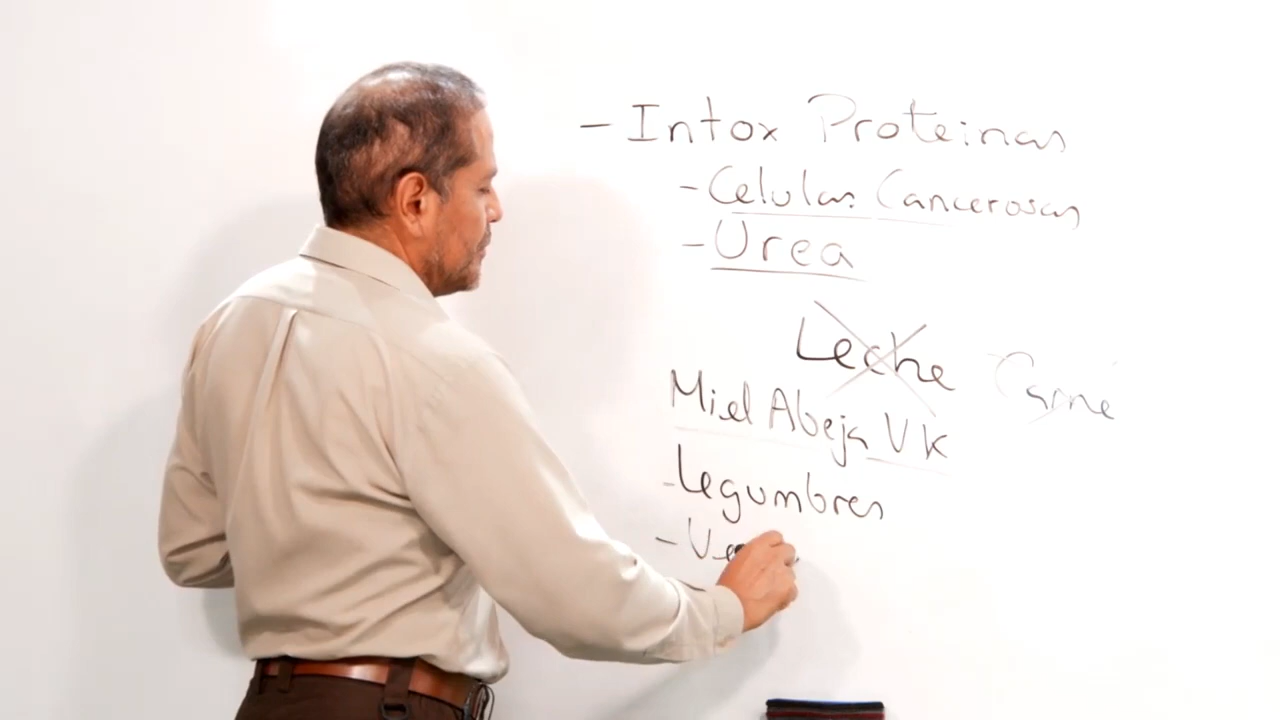 - Intox Proteinas
- Celulas Cancerosas
- Urea
Leche Carne
Miel Abeja VK
- Legumbres
-